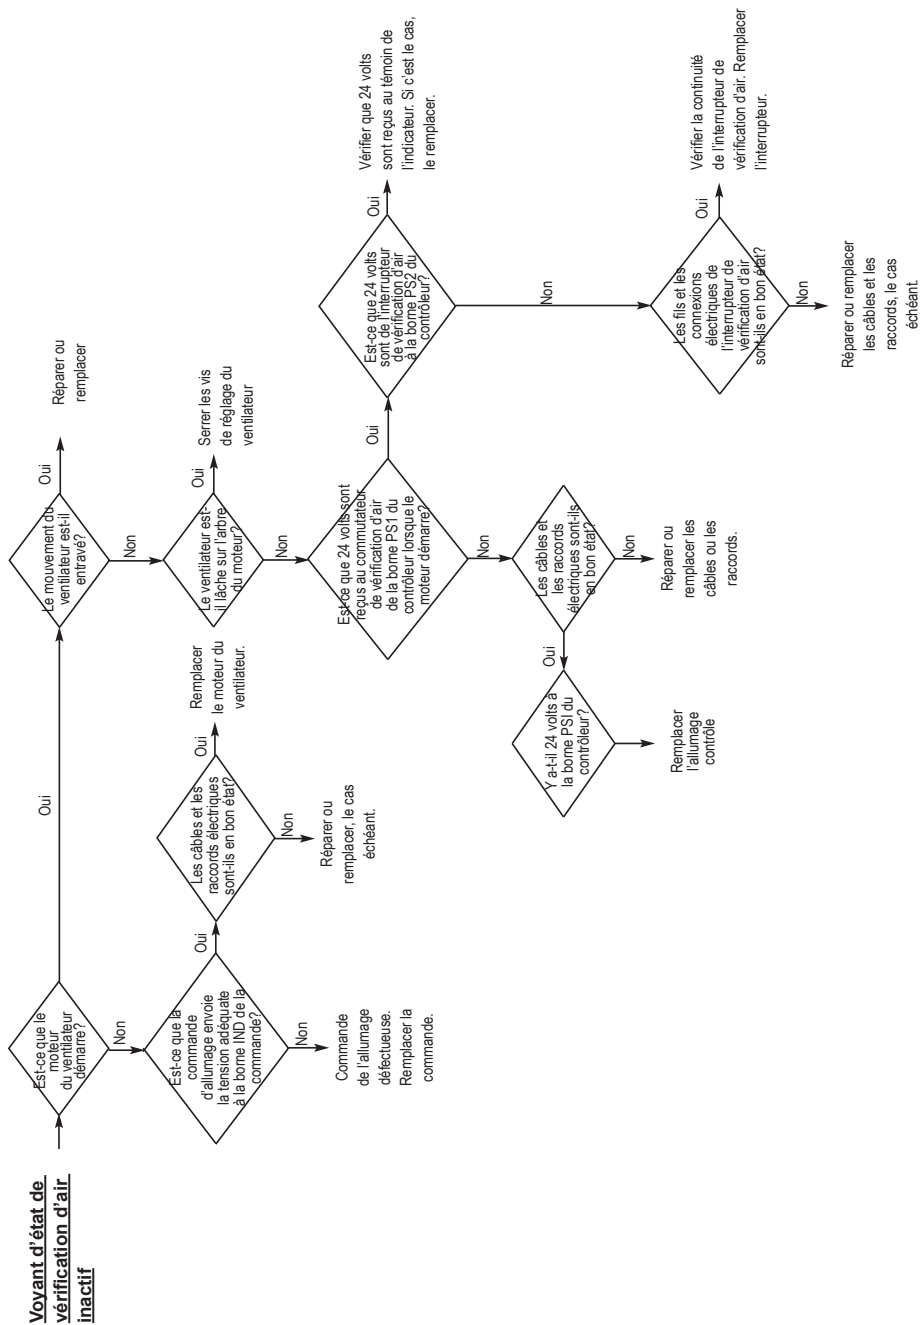 Voyant d'état de
vérification d'air
inactif
Est-ce que le
moteur
du ventilateur
démarre?
Oui
Non
Le mouvement du
ventilateur est-il
entravé?
Oui
Réparer ou
remplacer
Non
Est-ce que la
commande
d'allumage envoie
la tension adéquate
à la borne IND de la
commande?
Oui
Non
Commande
de l'allumage
défectueuse.
Remplacer la
commande.
Les câbles et les
raccords électriques
sont-ils en bon état?
Oui
Remplacer
le moteur du
ventilateur.
Non
Réparer ou
remplacer, le cas
échéant.
Le ventilateur est-
il lâche sur l'arbre
du moteur?
Oui
Serrer les vis
de réglage du
ventilateur
Non
Est-ce que 24 volts sont
reçus au commutateur
de vérification d'air
de la borne PS1 du
contrôleur lorsque le
moteur démarre?
Oui
Non
Est-ce que 24 volts
sont de l'interrupteur
de vérification d'air
à la borne PS2 du
contrôleur?
Oui
Vérifier que 24 volts
sont reçus au témoin de
l'indicateur. Si c'est le cas,
le remplacer.
Non
Les câbles et
les raccords
électriques sont-ils
en bon état?
Oui
Non
Réparer ou
remplacer les
câbles ou les
raccords.
Y a-t-il 24 volts à
la borne PSI du
contrôleur?
Remplacer
l'allumage
contrôle
Les fils et les
connexions
électriques de
l'interrupteur de
vérification d'air
sont-ils en bon état?
Oui
Vérifier la continuité
de l'interrupteur de
vérification d'air. Remplacer
l'interrupteur.
Non
Réparer ou remplacer
les câbles et les
raccords, le cas
échéant.